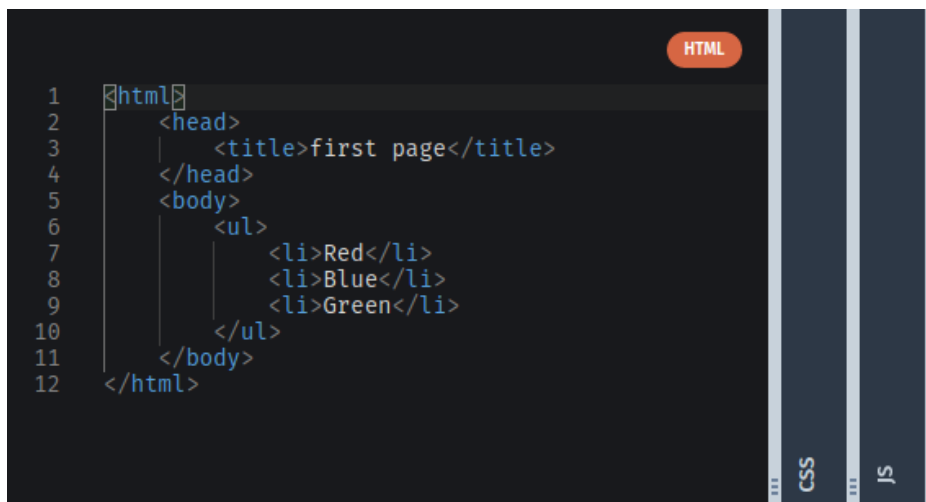 HTML
1 <html>
2     <head>
3         <title>first page</title>
4     </head>
5     <body>
6         <ul>
7             <li>Red</li>
8             <li>Blue</li>
9             <li>Green</li>
10         </ul>
11     </body>
12 </html>
CSS
JS